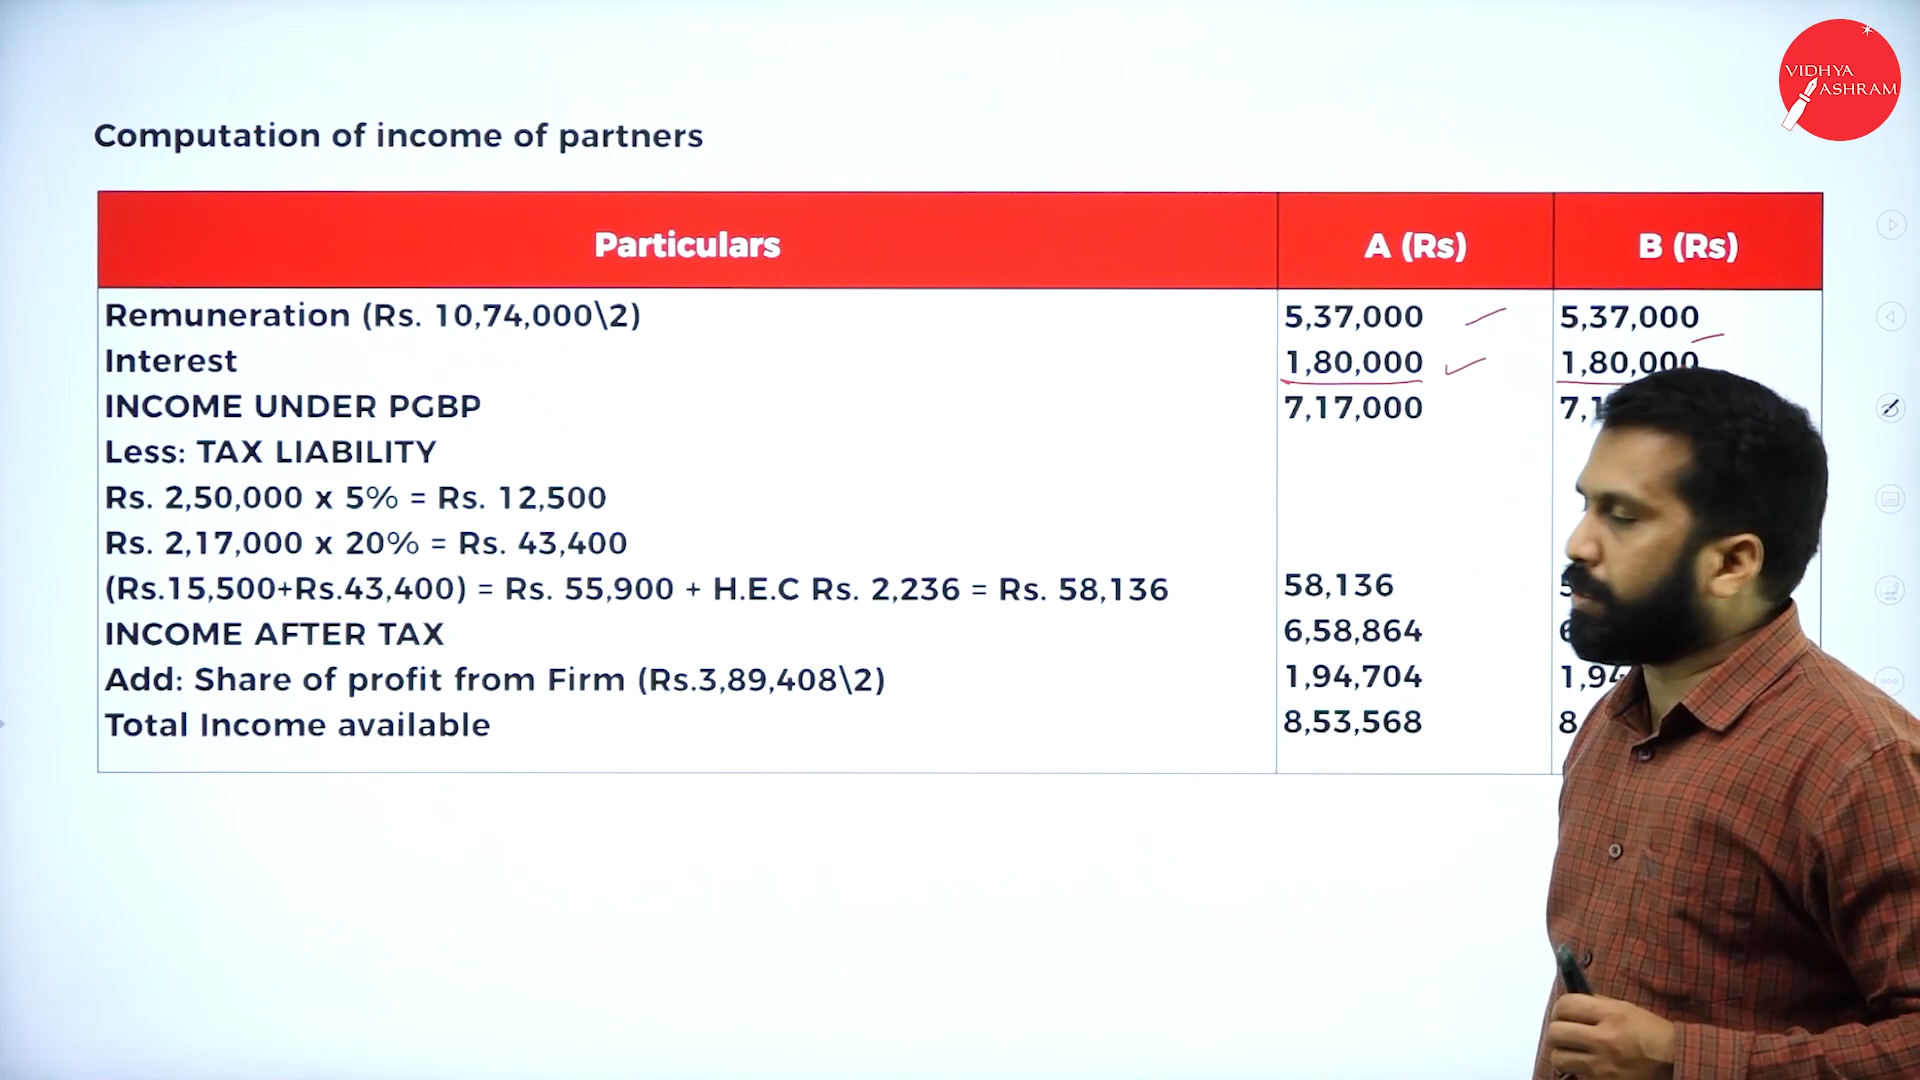 VIDHYA
ASHRAM
Computation of income of partners
Particulars A (Rs) B (Rs)
Remuneration (Rs. 10,74,000\2) 5,37,000 5,37,000
Interest 1,80,000 1,80,000
INCOME UNDER PGBP 7,17,000
Less: TAX LIABILITY
Rs. 2,50,000 x 5% = Rs. 12,500
Rs. 2,17,000 x 20% = Rs. 43,400
(Rs.15,500+Rs.43,400) = Rs. 55,900 + H.E.C Rs. 2,236 = Rs. 58,136 58,136
INCOME AFTER TAX 6,58,864
Add: Share of profit from Firm (Rs.3,89,408\2) 1,94,704
Total Income available 8,53,568